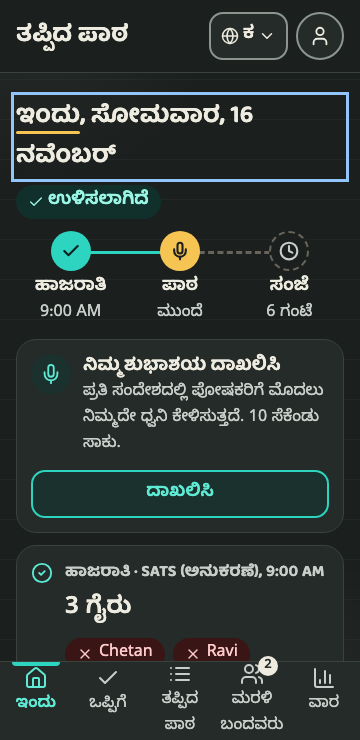 ತಪ್ಪಿದ ಪಾಠ
ಕ
ಇಂದು, ಸೋಮವಾರ, 16
ನವೆಂಬರ್
ಉಳಿಸಲಾಗಿದೆ
ಹಾಜರಾತಿ ಪಾಠ ಸಂಜೆ
9:00 AM ಮುಂದೆ 6 ಗಂಟೆ
ನಿಮ್ಮ ಶುಭಾಶಯ ದಾಖಲಿಸಿ
ಪ್ರತಿ ಸಂದೇಶದಲ್ಲಿ ಪೋಷಕರಿಗೆ ಮೊದಲು
ನಿಮ್ಮದೇ ಧ್ವನಿ ಕೇಳಿಸುತ್ತದೆ. 10 ಸೆಕೆಂಡು
ಸಾಕು.
ದಾಖಲಿಸಿ
ಹಾಜರಾತಿ · SATS (ಅನುಕರಣೆ), 9:00 AM
3 ಗೈರು
Chetan Ravi
2
ಇಂದು ಒಪ್ಪಿಗೆ ತಪ್ಪಿದ ಪಾಠ ಮರಳಿ ಬಂದವರು ವಾರ